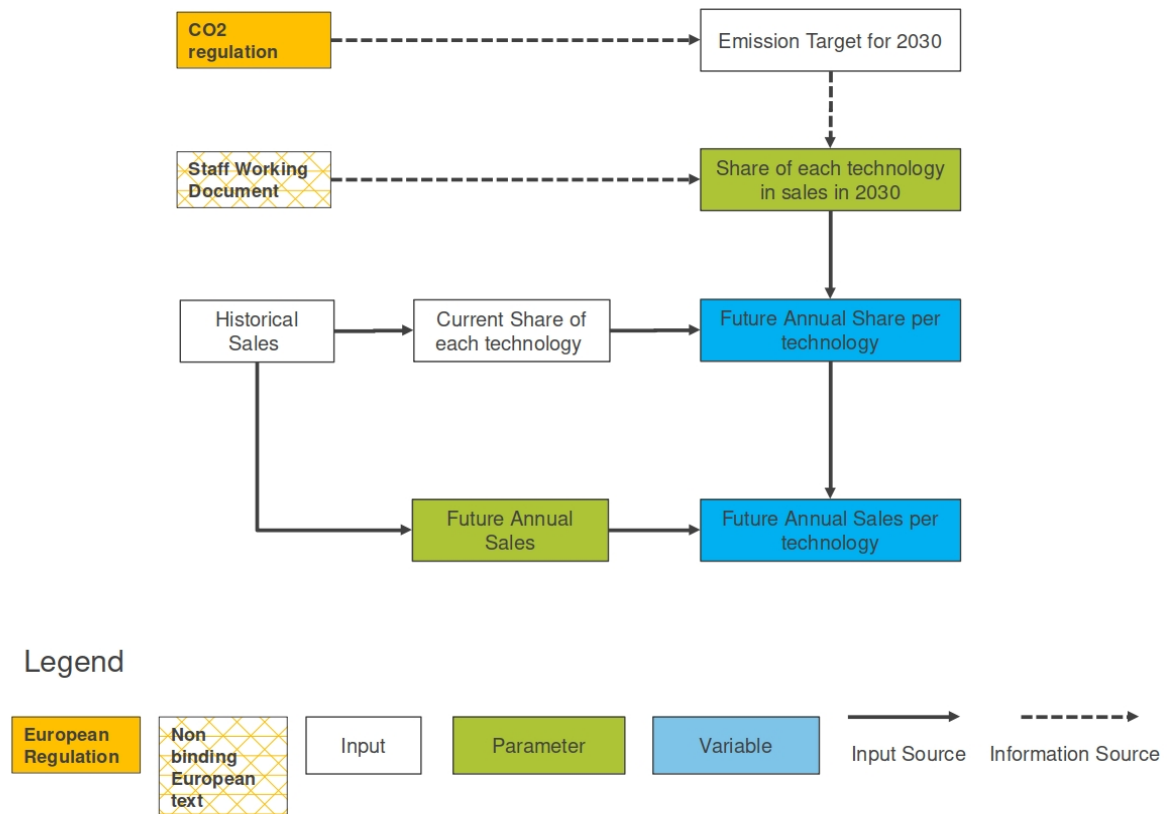 CO2
regulation
Emission Target for 2030
Staff Working
Document
Share of each technology
in sales in 2030
Historical
Sales
Current Share of
each technology
Future Annual Share per
technology
Future Annual
Sales
Future Annual Sales per
technology
Legend
European
Regulation
Non
binding
European
text
Input
Parameter
Variable
Input Source
Information Source